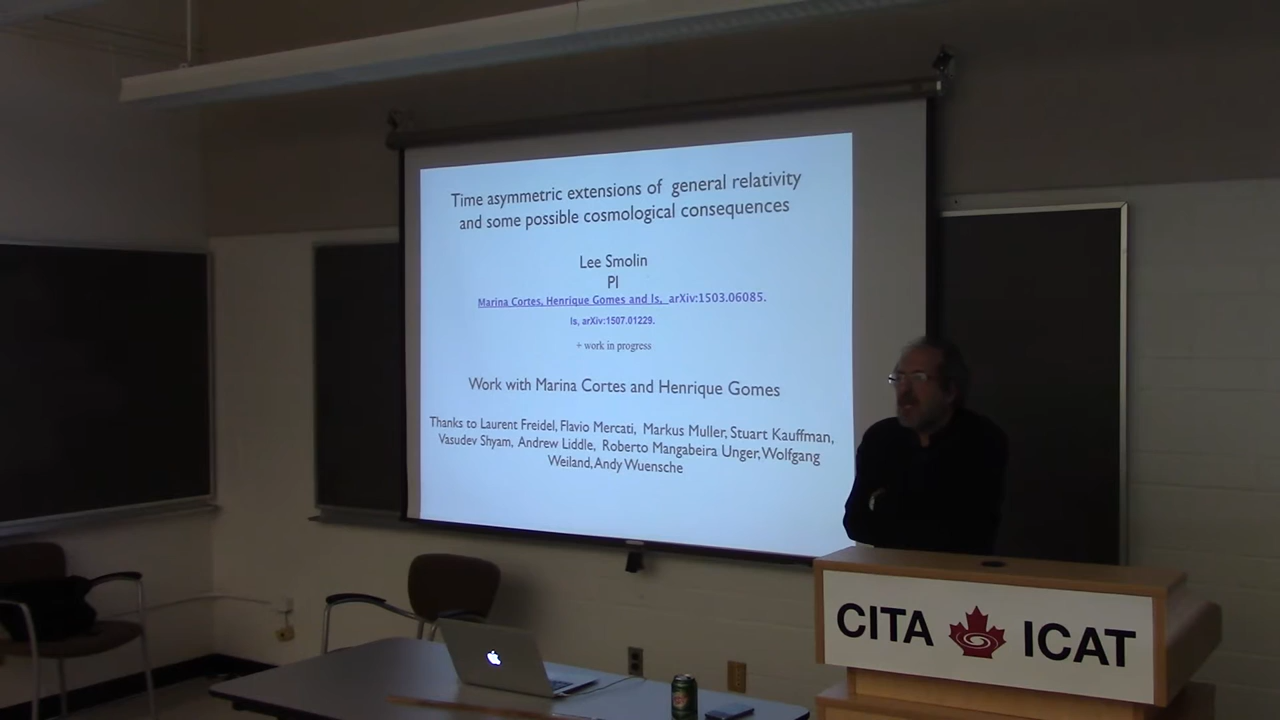 Time asymmetric extensions of general relativity
and some possible cosmological consequences
Lee Smolin
PI
Marina Cortes, Henrique Gomes and ls, arXiv:1503.06085.
ls, arXiv:1507.01229.
+ work in progress
Work with Marina Cortes and Henrique Gomes
Thanks to Laurent Freidel, Flavio Mercati, Markus Muller, Stuart Kauffman,
Vasudev Shyam, Andrew Liddle, Roberto Mangabeira Unger, Wolfgang
Weiland, Andy Wuensche
CITA ICAT